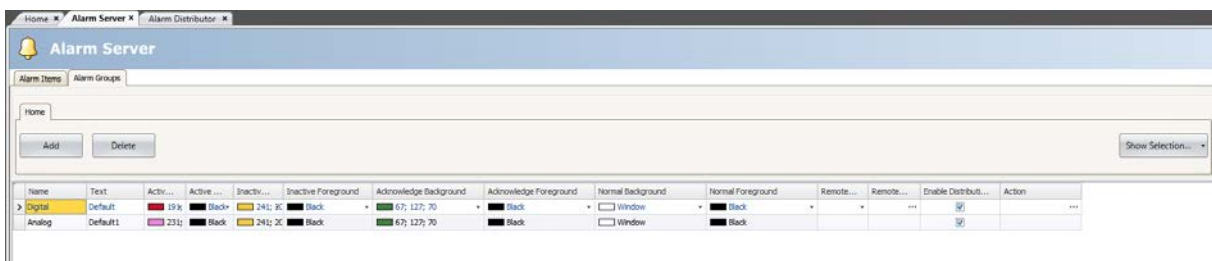 Home Alarm Server Alarm Distributor
Alarm Server
Alarm Items Alarm Groups
Home
Add Delete Show Selection...
Name Text Activ... Active ... Inactiv... Inactive Foreground Acknowledge Background Acknowledge Foreground Normal Background Normal Foreground Remote... Remote... Enable Distributi... Action
Digital Default Black 241; Black 67; 127; 70 Black Window Black ... ...
Analog Default1 231; Black 241; Black 67; 127; 70 Black Window Black